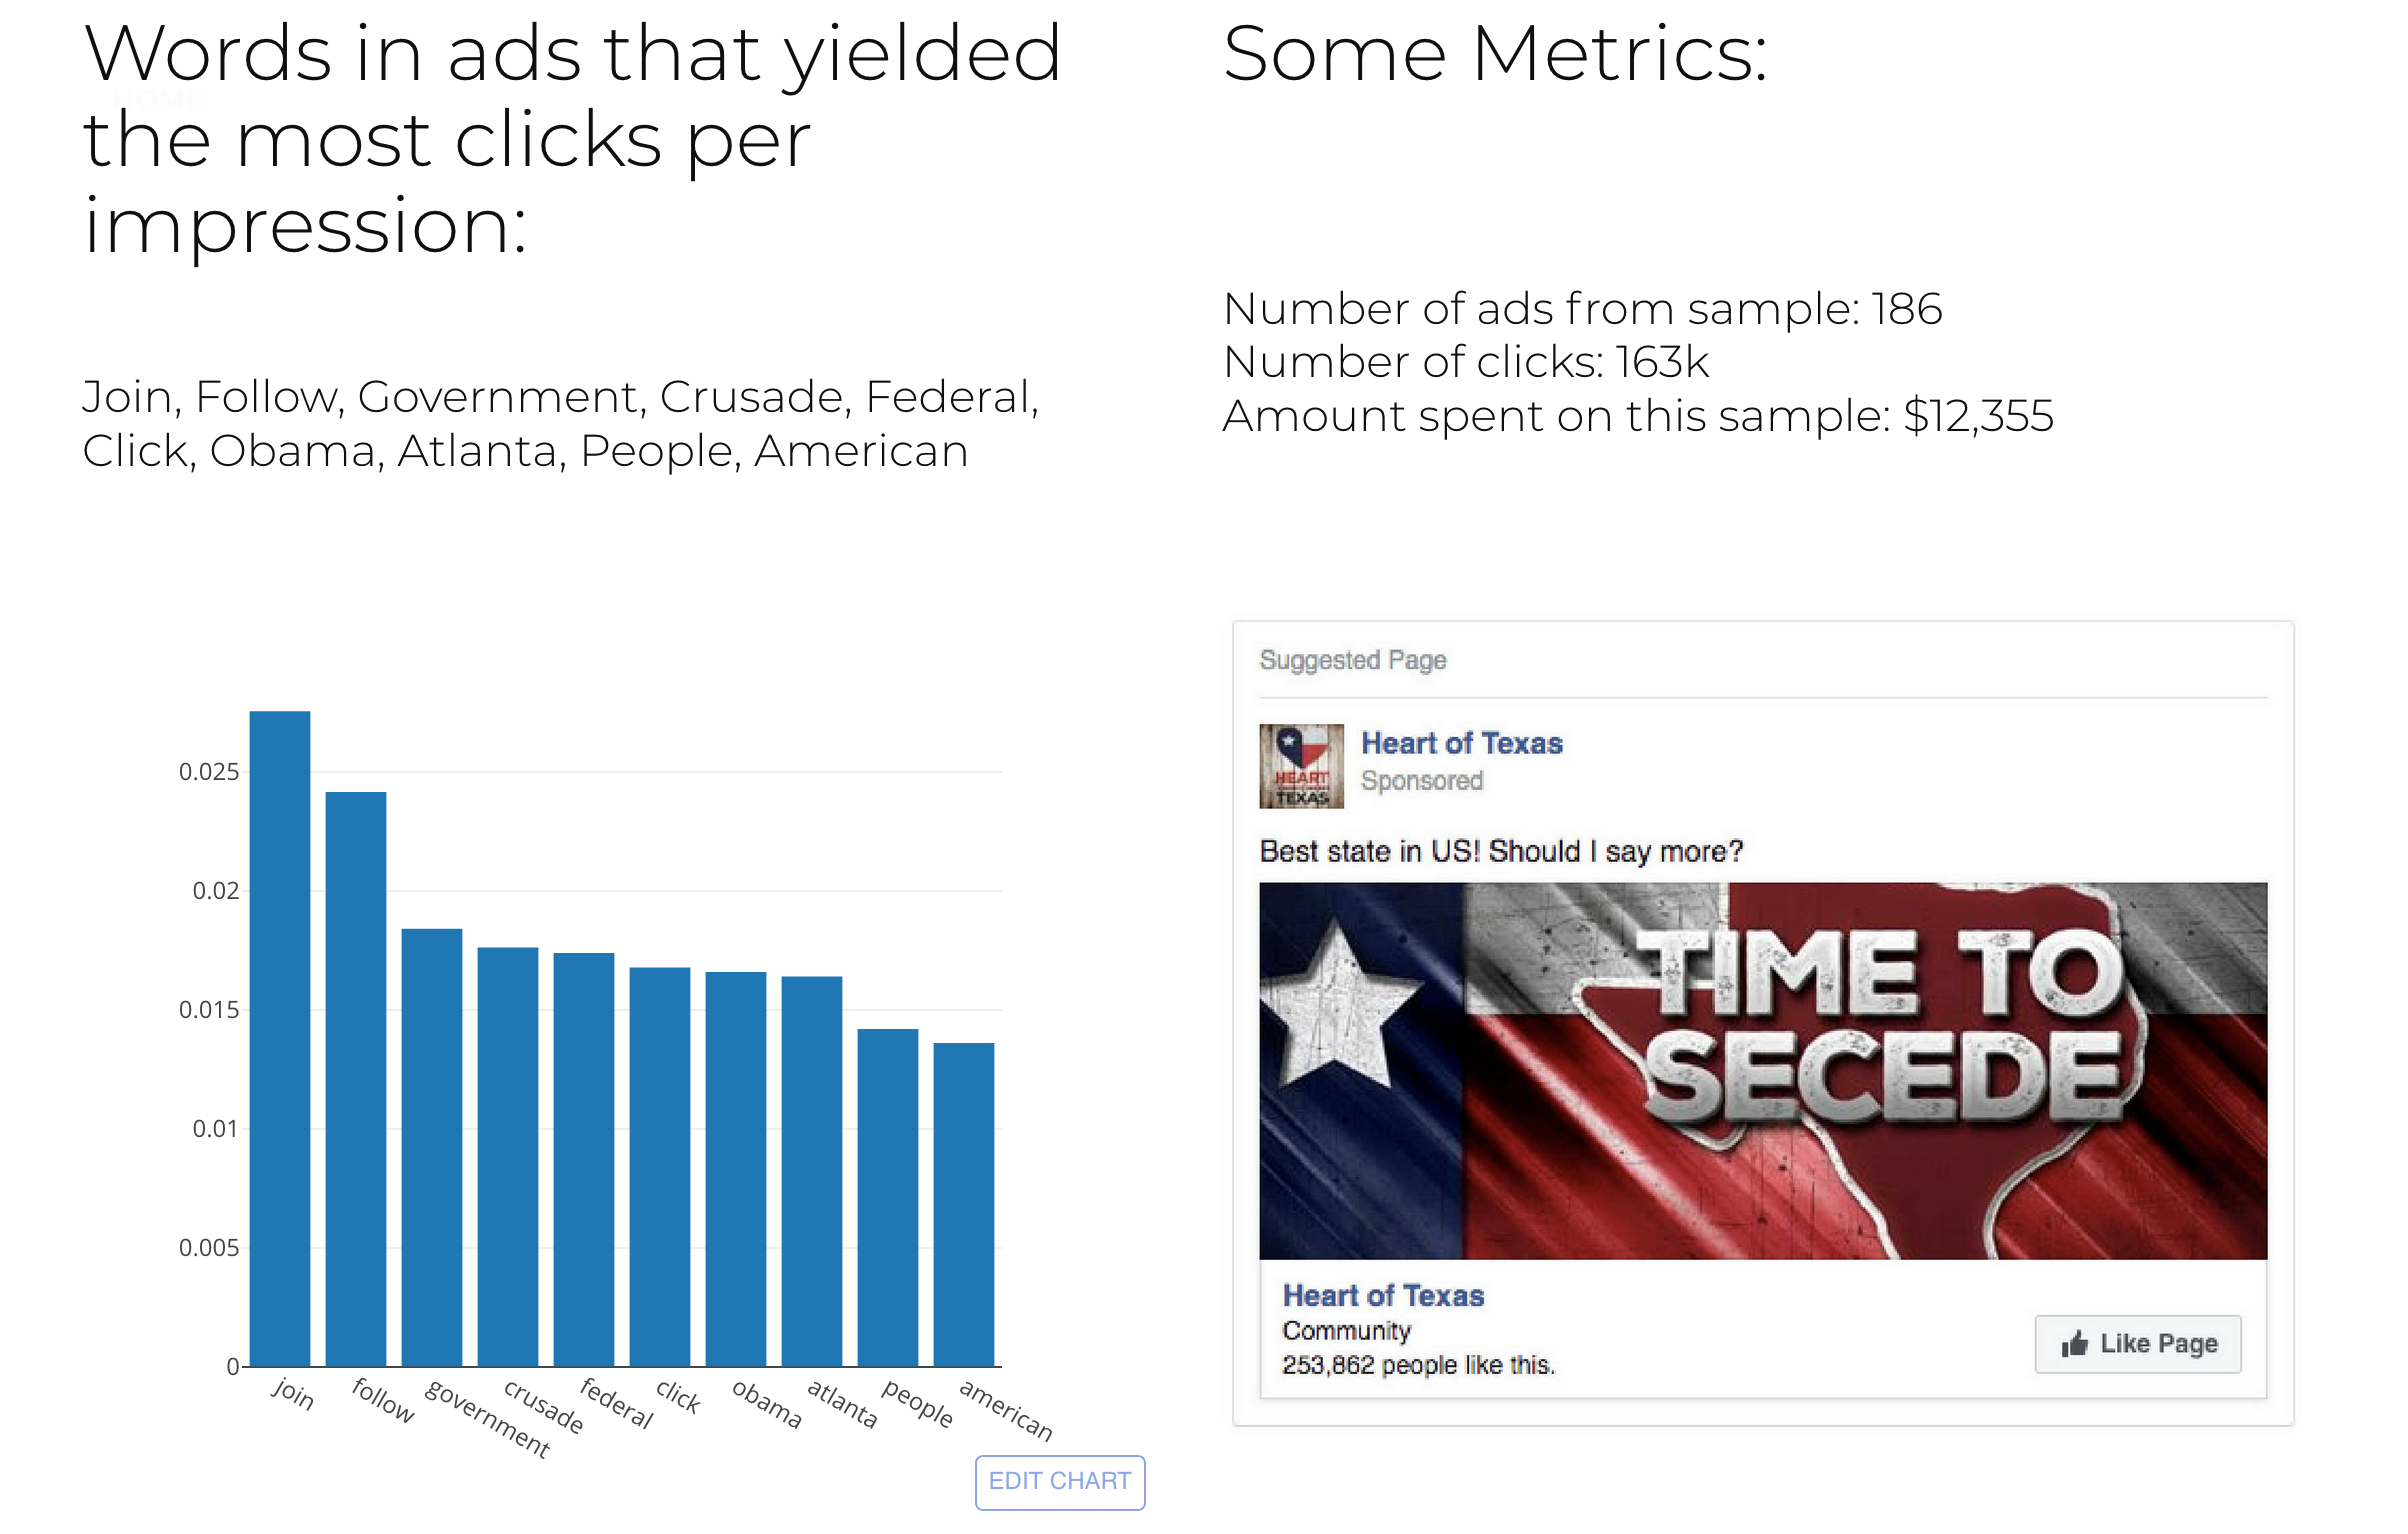 Words in ads that yielded
the most clicks per
impression:
Join, Follow, Government, Crusade, Federal,
Click, Obama, Atlanta, People, American
0.025
0.02
0.015
0.01
0.005
0
join
follow
government
crusade
federal
click
obama
atlanta
people
american
EDIT CHART
Some Metrics:
Number of ads from sample: 186
Number of clicks: 163k
Amount spent on this sample: $12,355
Suggested Page
HEART
TEXAS
Heart of Texas
Sponsored
Best state in US! Should I say more?
TIME TO
SECEDE
Heart of Texas
Community
253,862 people like this.
Like Page